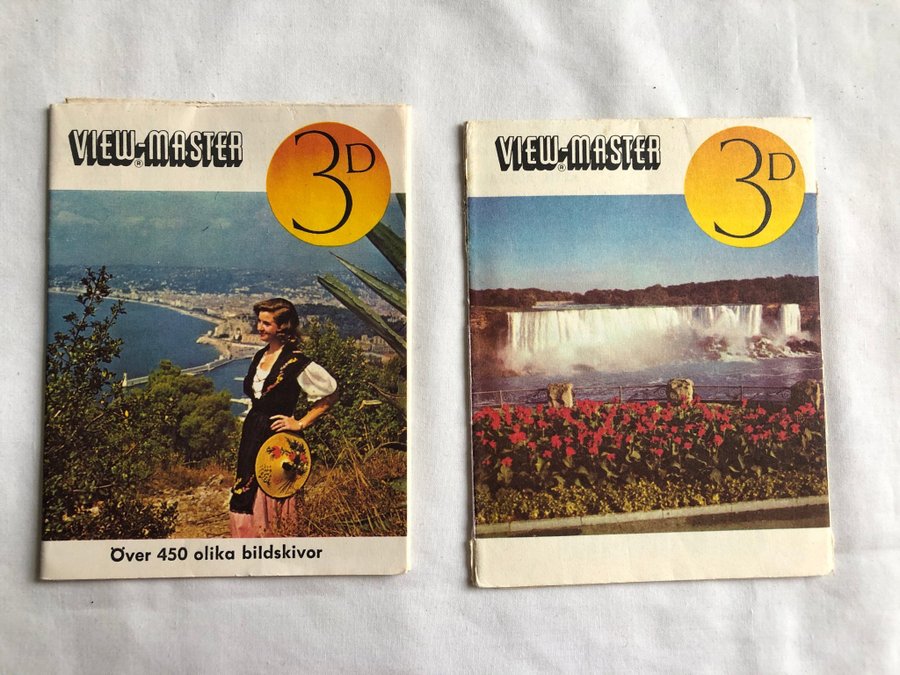 VIEW-MASTER
®
3D
Över 450 olika bildskivor
VIEW-MASTER
®
3D